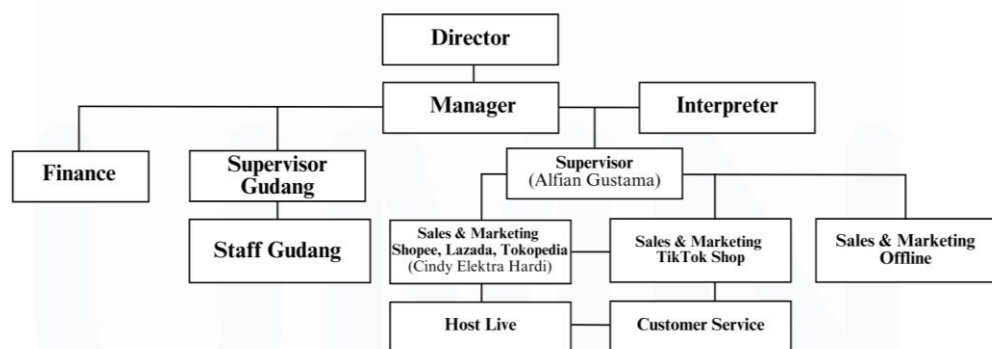 Director
Manager
Interpreter
Finance
Supervisor
Gudang
Supervisor
(Alfian Gustama)
Staff Gudang
Sales & Marketing
Shopee, Lazada, Tokopedia
(Cindy Elektra Hardi)
Sales & Marketing
TikTok Shop
Sales & Marketing
Offline
Host Live
Customer Service